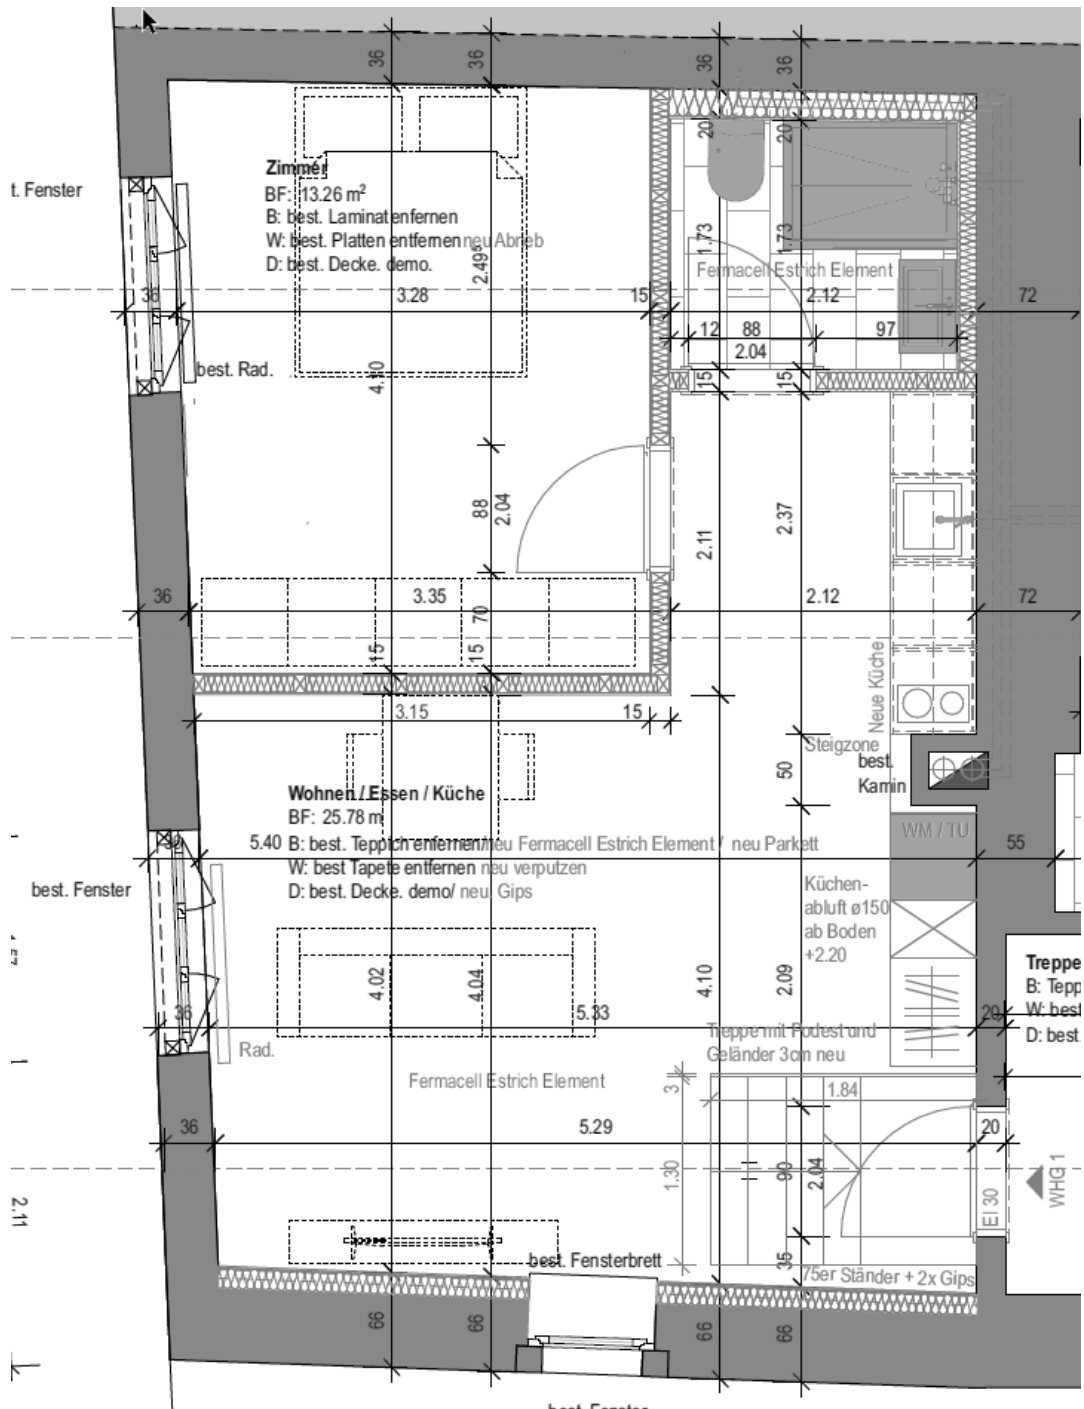 36
36
36
36
20
20
Zimmer
BF: 13.26 m²
B: best. Laminat enfernen
W: best. Platten entfernen neu Abrieb
D: best. Decke. demo.
t. Fenster
2.49⁵
1.73
1.73
Fermacell Estrich Element
36
3.28
15
2.12
72
12
88
97
2.04
best. Rad.
4.10
15
15
88
2.04
2.11
2.37
36
3.35
70
2.12
72
15
15
Neue Küche
3.15
15
Steigzone
best.
Kamin
50
Wohnen / Essen / Küche
BF: 25.78 m
WM / TU
5.40
B: best. Teppich entfernen/neu Fermacell Estrich Element / neu Parkett
55
W: best Tapete entfernen neu verputzen
D: best. Decke. demo/ neu Gips
best. Fenster
Küchen-
abluft ø150
ab Boden
+2.20
4.02
4.04
4.10
2.09
Treppe
B: Tepp
W: best
D: best.
36
5.33
20
Treppe mit Podest und
Geländer 3cm neu
Rad.
Fermacell Estrich Element
3
1.84
36
5.29
20
1.30
90
2.04
EI 30
WHG 1
2.11
best. Fensterbrett
35
75er Ständer + 2x Gips
66
66
66
66
best. Fenster